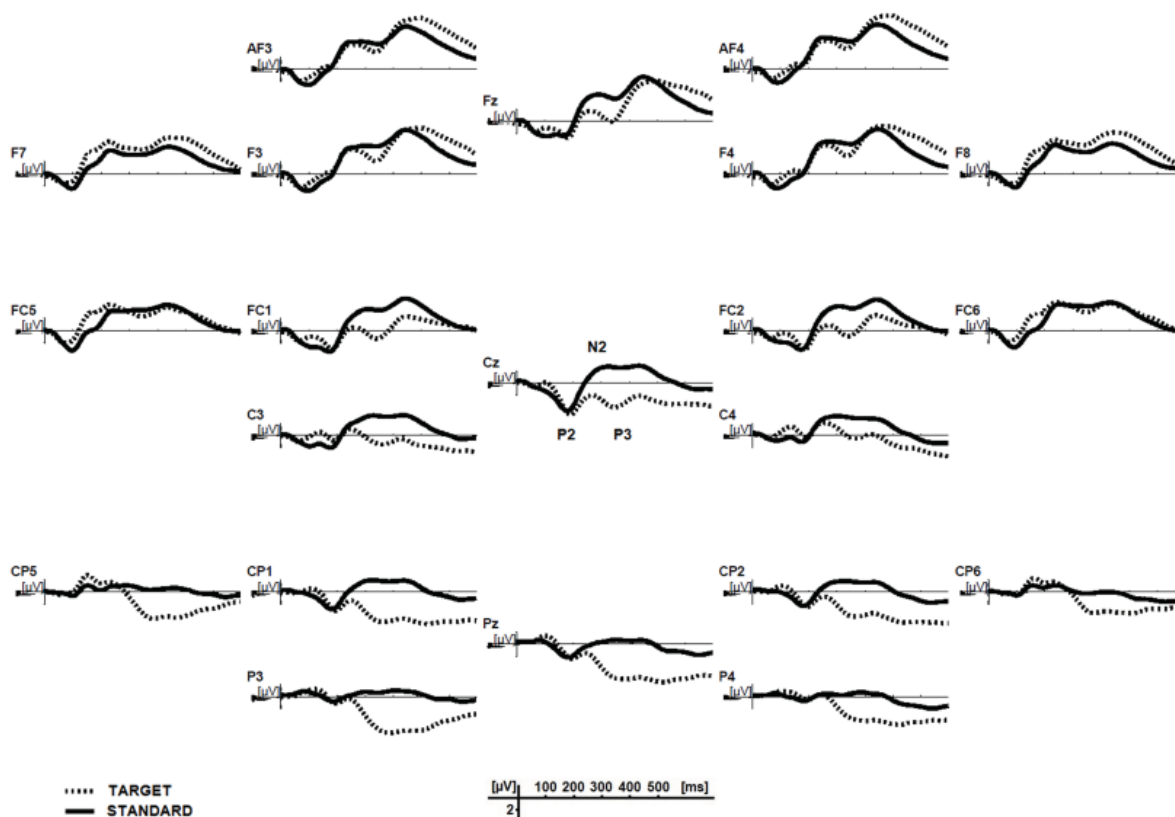 AF3
[µV]
AF4
[µV]
Fz
[µV]
F7
[µV]
F3
[µV]
F4
[µV]
F8
[µV]
FC5
[µV]
FC1
[µV]
FC2
[µV]
FC6
[µV]
Cz
[µV]
N2
P2 P3
C3
[µV]
C4
[µV]
CP5
[µV]
CP1
[µV]
CP2
[µV]
CP6
[µV]
Pz
[µV]
P3
[µV]
P4
[µV]
TARGET
STANDARD
[µV] 100 200 300 400 500 [ms]
2